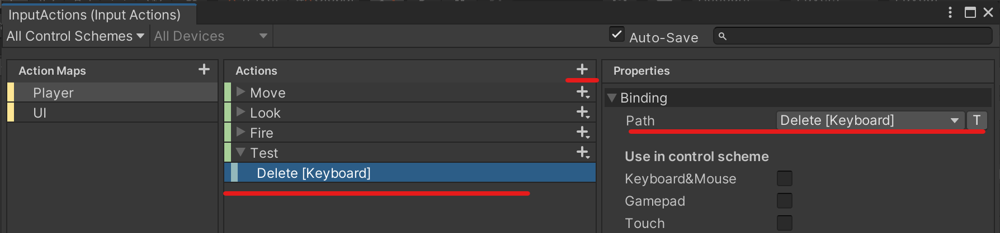 InputActions (Input Actions)
All Control Schemes All Devices Auto-Save
Action Maps
Player
UI
Actions
Move
Look
Fire
Test
Delete [Keyboard]
Properties
Binding
Path Delete [Keyboard] T
Use in control scheme
Keyboard&Mouse
Gamepad
Touch